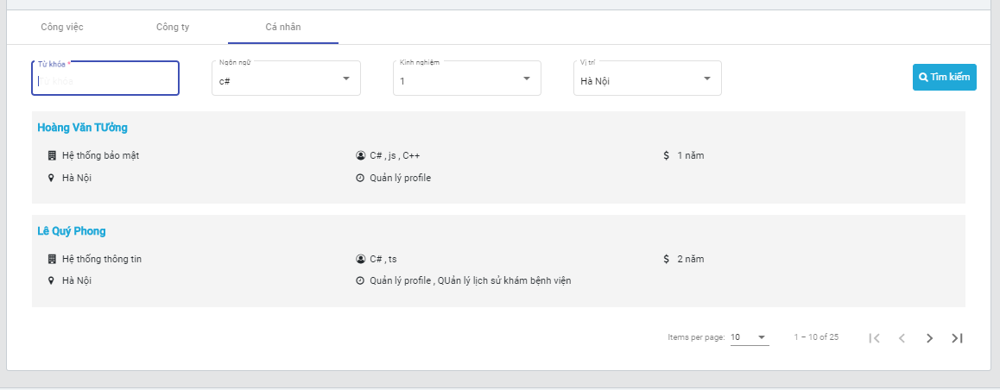 Công việc Công ty Cá nhân
Từ khóa * Ngôn ngữ Kinh nghiệm Vị trí
Từ khóa c# 1 Hà Nội Tìm kiếm
Hoàng Văn TƯởng
Hệ thống bảo mật C# , js , C++ $ 1 năm
Hà Nội Quản lý profile
Lê Quý Phong
Hệ thống thông tin C# , ts $ 2 năm
Hà Nội Quản lý profile , QUản lý lịch sử khám bệnh viện
Items per page: 10 1 – 10 of 25